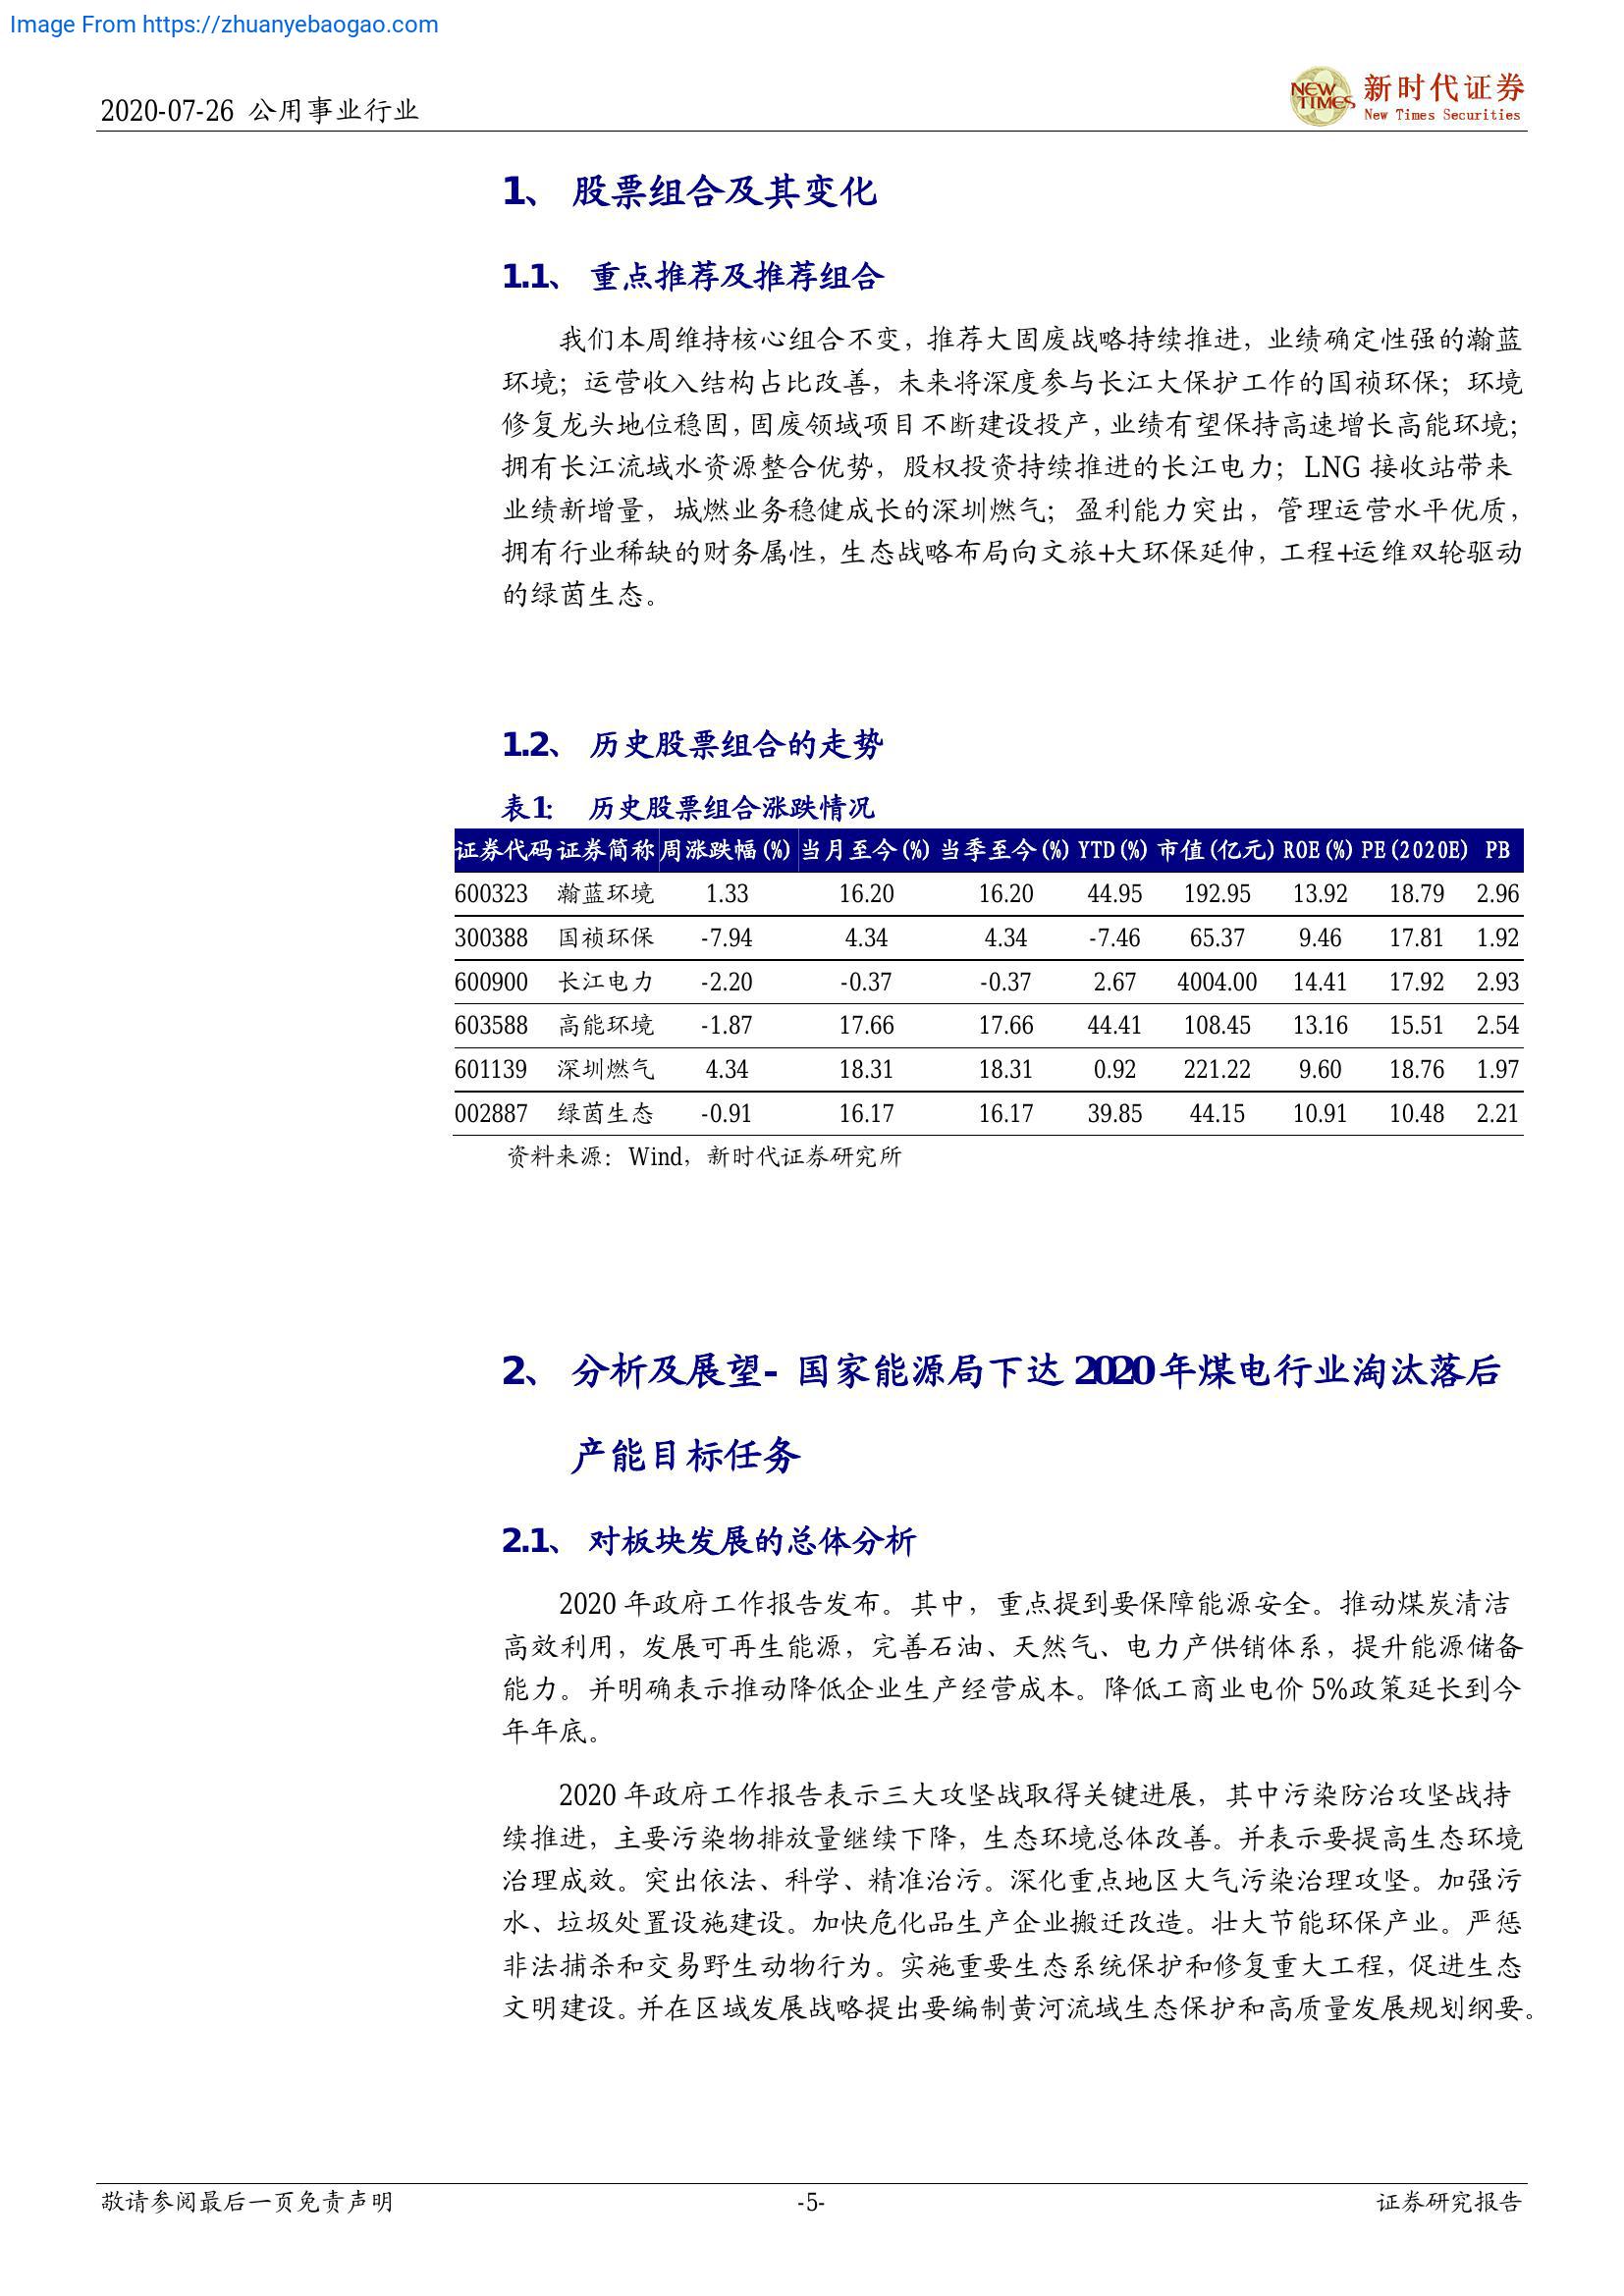 Image From https://zhuanyebaogao.com
2020-07-26 公用事业行业
NEW TIMES
新时代证券
New Times Securities
1、 股票组合及其变化
1.1、 重点推荐及推荐组合
我们本周维持核心组合不变，推荐大固废战略持续推进，业绩确定性强的瀚蓝
环境；运营收入结构占比改善，未来将深度参与长江大保护工作的国祯环保；环境
修复龙头地位稳固，固废领域项目不断建设投产，业绩有望保持高速增长高能环境；
拥有长江流域水资源整合优势，股权投资持续推进的长江电力；LNG 接收站带来
业绩新增量，城燃业务稳健成长的深圳燃气；盈利能力突出，管理运营水平优质，
拥有行业稀缺的财务属性，生态战略布局向文旅+大环保延伸，工程+运维双轮驱动
的绿茵生态。
1.2、 历史股票组合的走势
表1： 历史股票组合涨跌情况
证券代码 证券简称 周涨跌幅(%) 当月至今(%) 当季至今(%) YTD(%) 市值(亿元) ROE(%) PE(2020E) PB
600323 瀚蓝环境 1.33 16.20 16.20 44.95 192.95 13.92 18.79 2.96
300388 国祯环保 -7.94 4.34 4.34 -7.46 65.37 9.46 17.81 1.92
600900 长江电力 -2.20 -0.37 -0.37 2.67 4004.00 14.41 17.92 2.93
603588 高能环境 -1.87 17.66 17.66 44.41 108.45 13.16 15.51 2.54
601139 深圳燃气 4.34 18.31 18.31 0.92 221.22 9.60 18.76 1.97
002887 绿茵生态 -0.91 16.17 16.17 39.85 44.15 10.91 10.48 2.21
资料来源：Wind，新时代证券研究所
2、 分析及展望- 国家能源局下达 2020 年煤电行业淘汰落后
产能目标任务
2.1、 对板块发展的总体分析
2020 年政府工作报告发布。其中，重点提到要保障能源安全。推动煤炭清洁
高效利用，发展可再生能源，完善石油、天然气、电力产供销体系，提升能源储备
能力。并明确表示推动降低企业生产经营成本。降低工商业电价 5%政策延长到今
年年底。
2020 年政府工作报告表示三大攻坚战取得关键进展，其中污染防治攻坚战持
续推进，主要污染物排放量继续下降，生态环境总体改善。并表示要提高生态环境
治理成效。突出依法、科学、精准治污。深化重点地区大气污染治理攻坚。加强污
水、垃圾处置设施建设。加快危化品生产企业搬迁改造。壮大节能环保产业。严惩
非法捕杀和交易野生动物行为。实施重要生态系统保护和修复重大工程，促进生态
文明建设。并在区域发展战略提出要编制黄河流域生态保护和高质量发展规划纲要。
敬请参阅最后一页免责声明
-5-
证券研究报告